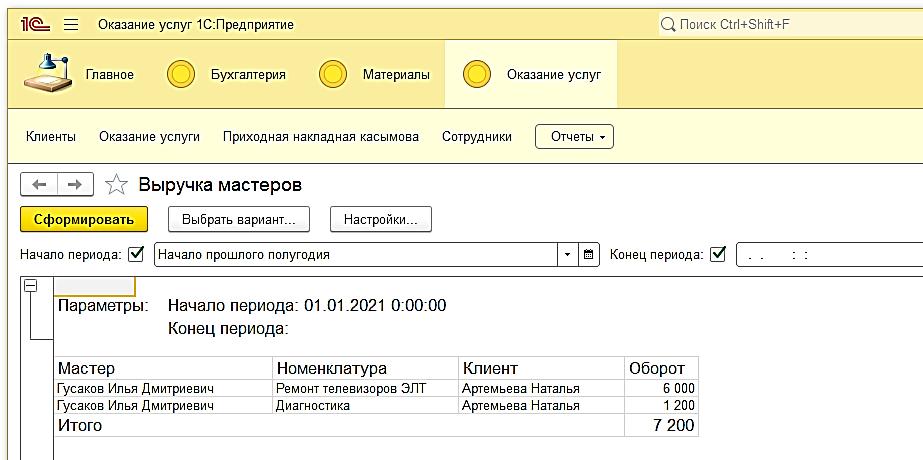 1С Оказание услуг 1С:Предприятие Поиск Ctrl+Shift+F
Главное Бухгалтерия Материалы Оказание услуг
Клиенты Оказание услуги Приходная накладная касымова Сотрудники Отчеты
Выручка мастеров
Сформировать Выбрать вариант... Настройки...
Начало периода: Начало прошлого полугодия Конец периода: . . : :
Параметры: Начало периода: 01.01.2021 0:00:00
Конец периода:
Мастер Номенклатура Клиент Оборот
Гусаков Илья Дмитриевич Ремонт телевизоров ЭЛТ Артемьева Наталья 6 000
Гусаков Илья Дмитриевич Диагностика Артемьева Наталья 1 200
Итого 7 200